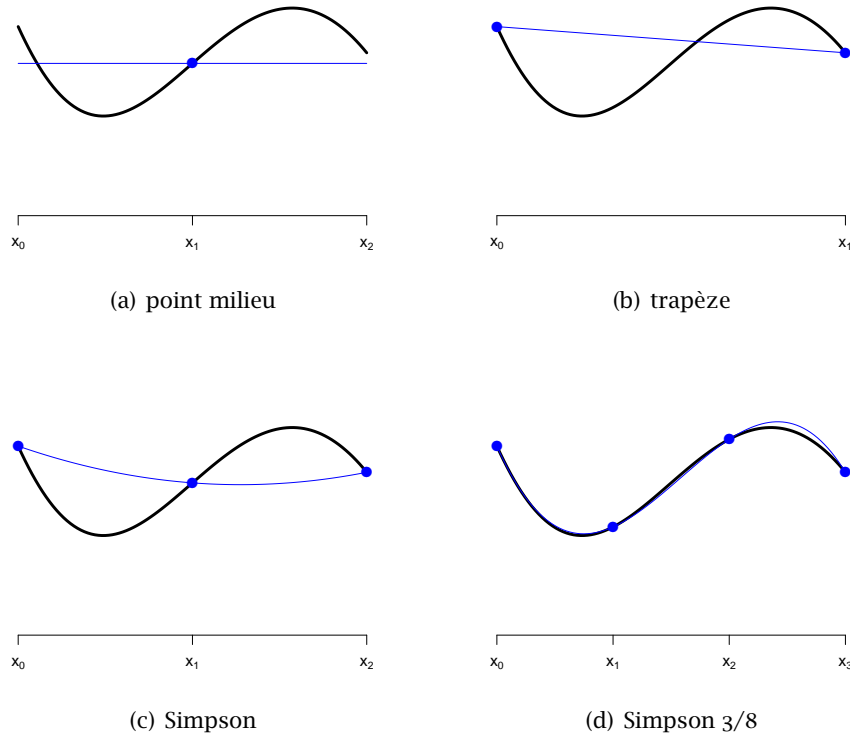 x₀ x₁ x₂
x₀ x₁
(a) point milieu
(b) trapèze
x₀ x₁ x₂
x₀ x₁ x₂ x₃
(c) Simpson
(d) Simpson 3/8